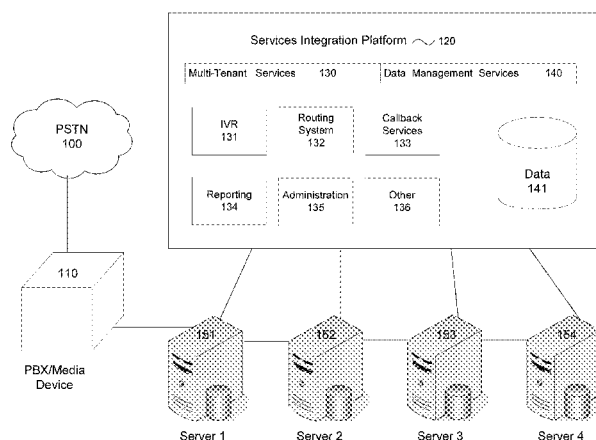 Services Integration Platform 120
Multi-Tenant Services 130
Data Management Services 140
PSTN
100
IVR
131
Routing
System
132
Callback
Services
133
Data
141
Reporting
134
Administration
135
Other
136
110
PBX/Media
Device
151
152
153
154
Server 1
Server 2
Server 3
Server 4